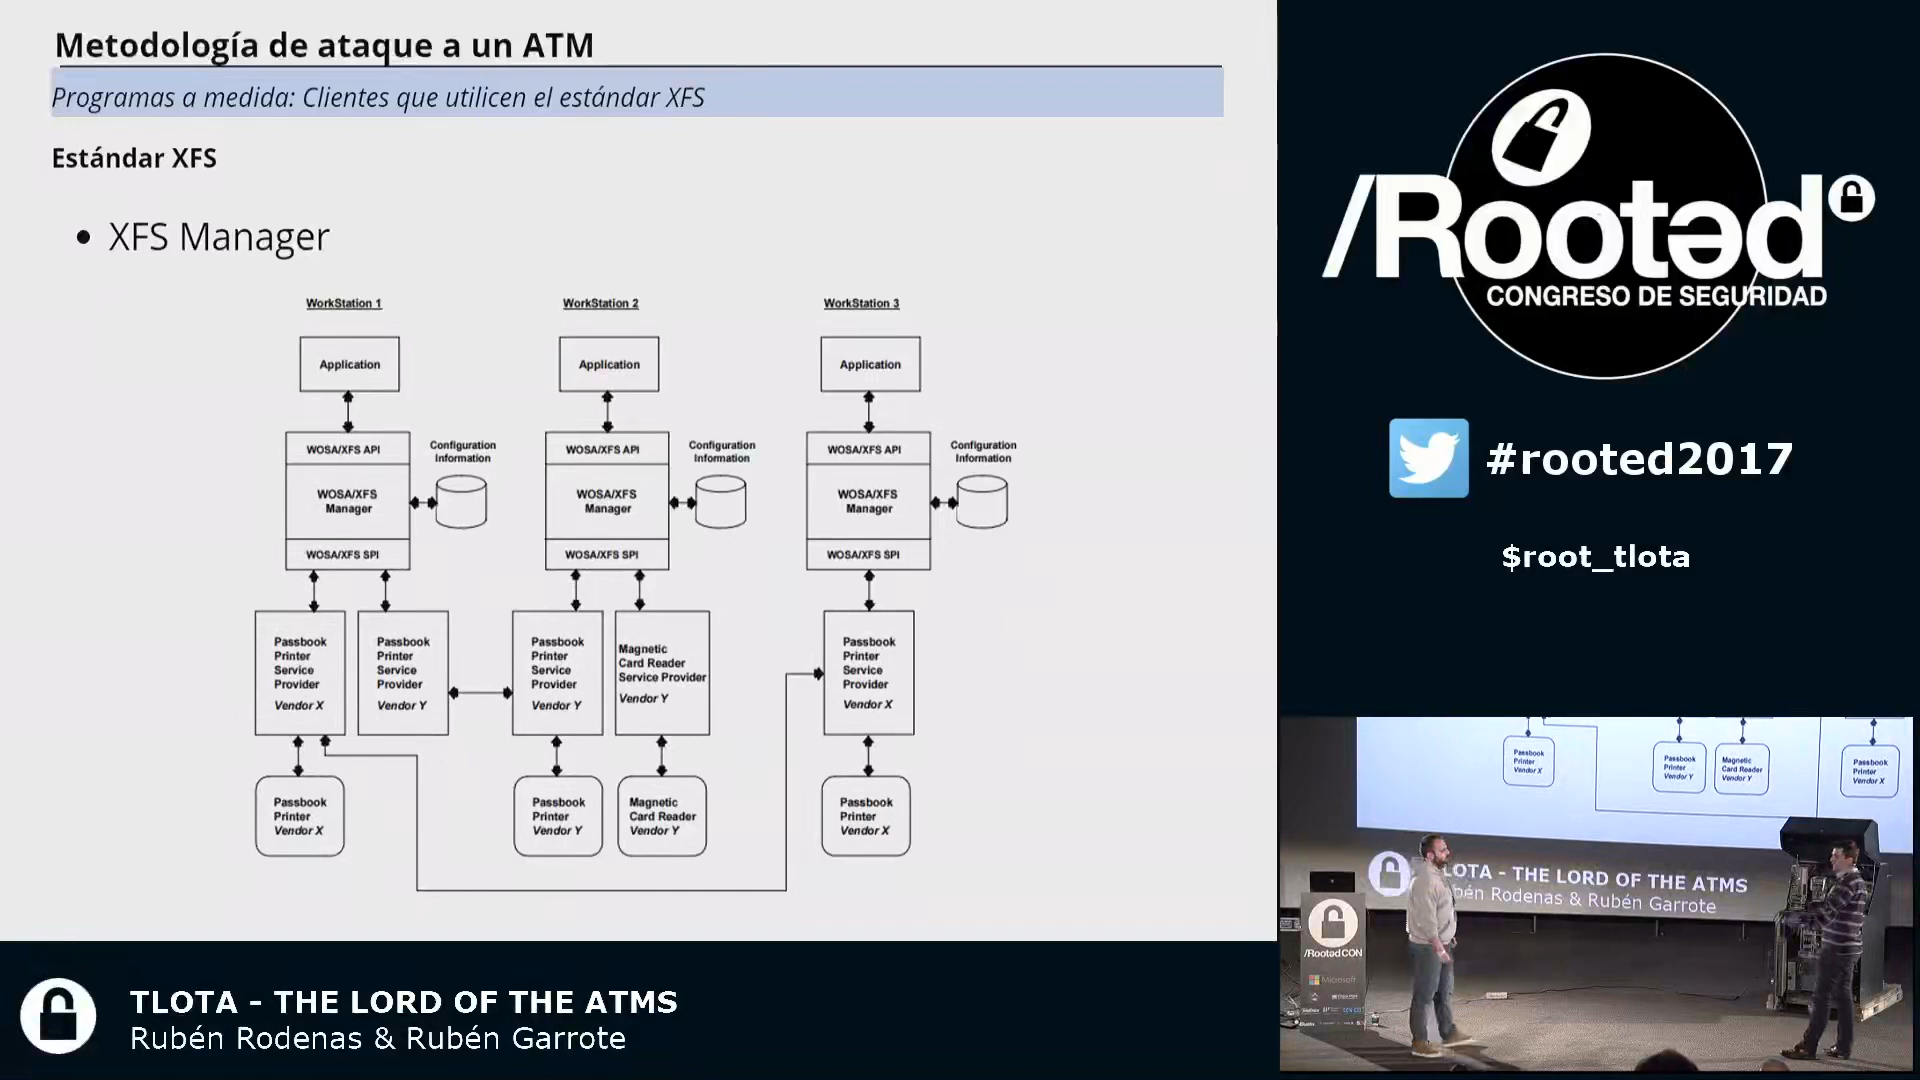 Metodología de ataque a un ATM
Programas a medida: Clientes que utilicen el estándar XFS
Estándar XFS
• XFS Manager
WorkStation 1
WorkStation 2
WorkStation 3
Application
Application
Application
WOSA/XFS API
Configuration
Information
WOSA/XFS
Manager
WOSA/XFS SPI
WOSA/XFS API
Configuration
Information
WOSA/XFS
Manager
WOSA/XFS SPI
WOSA/XFS API
Configuration
Information
WOSA/XFS
Manager
WOSA/XFS SPI
Passbook
Printer
Service
Provider
Vendor X
Passbook
Printer
Service
Provider
Vendor Y
Passbook
Printer
Service
Provider
Vendor Y
Magnetic
Card Reader
Service Provider
Vendor Y
Passbook
Printer
Service
Provider
Vendor X
Passbook
Printer
Vendor X
Passbook
Printer
Vendor Y
Magnetic
Card Reader
Vendor Y
Passbook
Printer
Vendor X
TLOTA - THE LORD OF THE ATMS
Rubén Rodenas & Rubén Garrote
/Rooted
CONGRESO DE SEGURIDAD
#rooted2017
$root_tlota
Passbook
Printer
Vendor X
Passbook
Printer
Vendor Y
Magnetic
Card Reader
Vendor Y
Passbook
Printer
Vendor X
LOTA - THE LORD OF THE ATMS
bén Rodenas & Rubén Garrote
/RootedCON
Microsoft